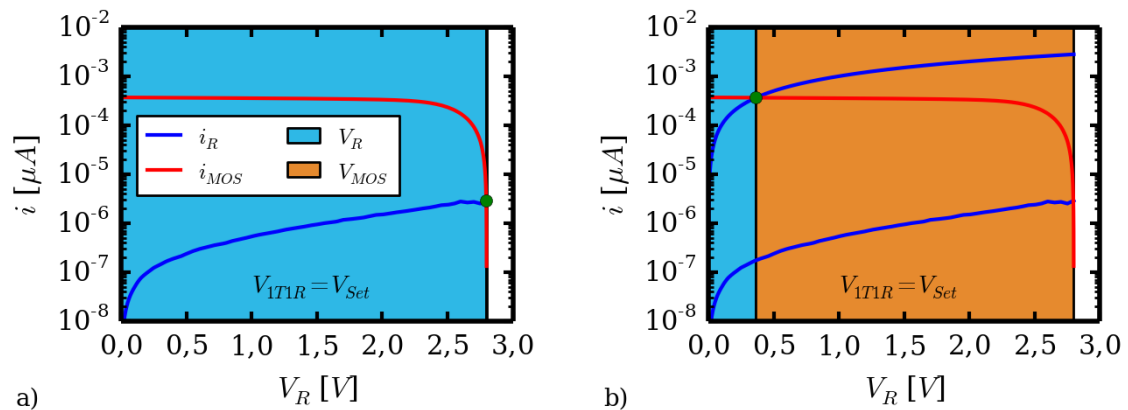 10⁻²
10⁻³
10⁻⁴
10⁻⁵
10⁻⁶
10⁻⁷
10⁻⁸
i [μA]
i_R
V_R
i_MOS
V_MOS
V_1T1R = V_Set
0,0 0,5 1,0 1,5 2,0 2,5 3,0
V_R [V]
a)
10⁻²
10⁻³
10⁻⁴
10⁻⁵
10⁻⁶
10⁻⁷
10⁻⁸
i [μA]
V_1T1R = V_Set
0,0 0,5 1,0 1,5 2,0 2,5 3,0
V_R [V]
b)